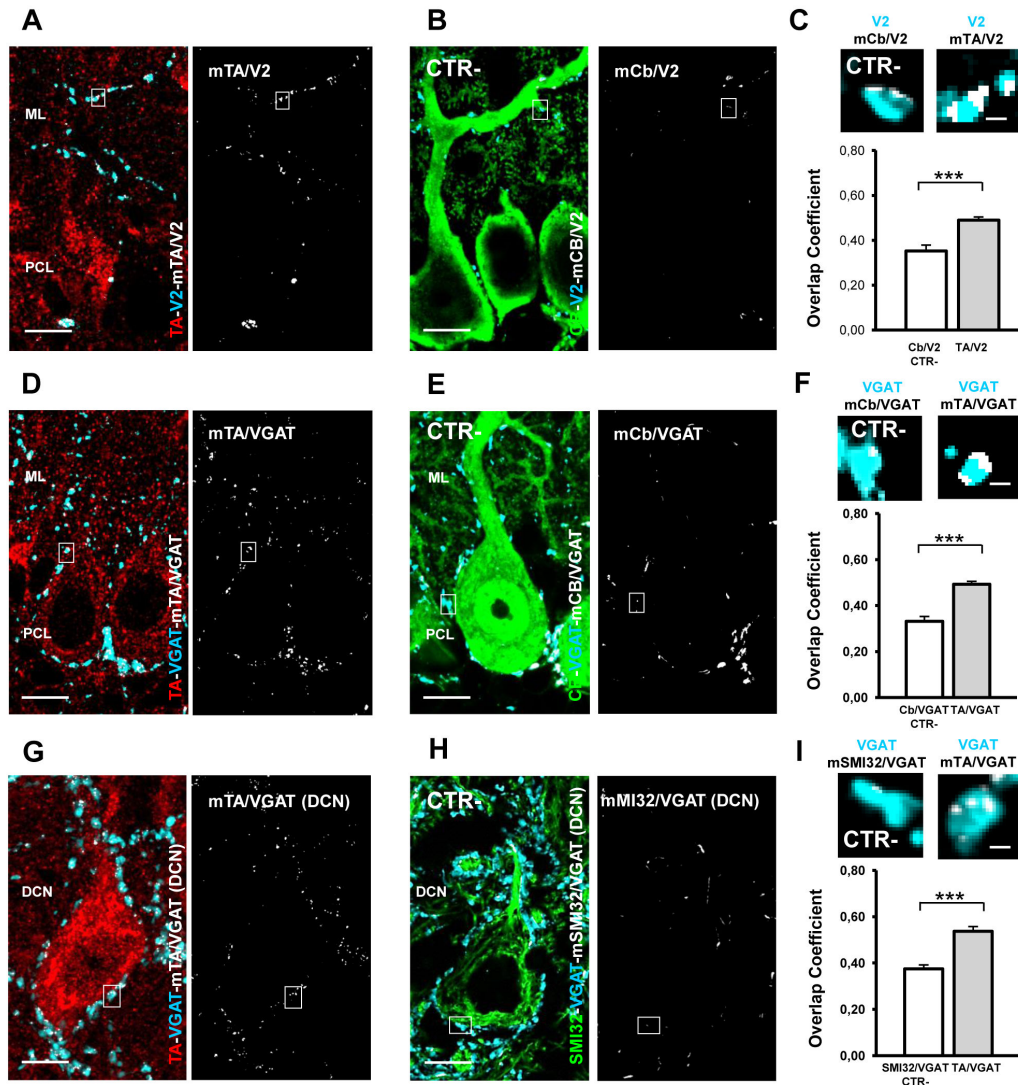 A
mTA/V2
ML
PCL
TA-V2-mTA/V2
B
CTR-
mCb/V2
CB-V2-mCB/V2
C
V2
mCb/V2
V2
mTA/V2
CTR-
0,80
***
0,60
0,40
0,20
0,00
Overlap Coefficient
Cb/V2
CTR-
TA/V2
D
mTA/VGAT
ML
PCL
TA-VGAT-mTA/VGAT
E
CTR-
mCb/VGAT
ML
PCL
CB-VGAT-mCB/VGAT
F
VGAT
mCb/VGAT
VGAT
mTA/VGAT
CTR-
0,80
***
0,60
0,40
0,20
0,00
Overlap Coefficient
Cb/VGAT
CTR-
TA/VGAT
G
mTA/VGAT (DCN)
DCN
TA-VGAT-mTA/VGAT (DCN)
H
CTR-
mMI32/VGAT (DCN)
DCN
SMI32-VGAT-mSMI32/VGAT (DCN)
I
VGAT
mSMI32/VGAT
VGAT
mTA/VGAT
CTR-
0,80
***
0,60
0,40
0,20
0,00
Overlap Coefficient
SMI32/VGAT
CTR-
TA/VGAT